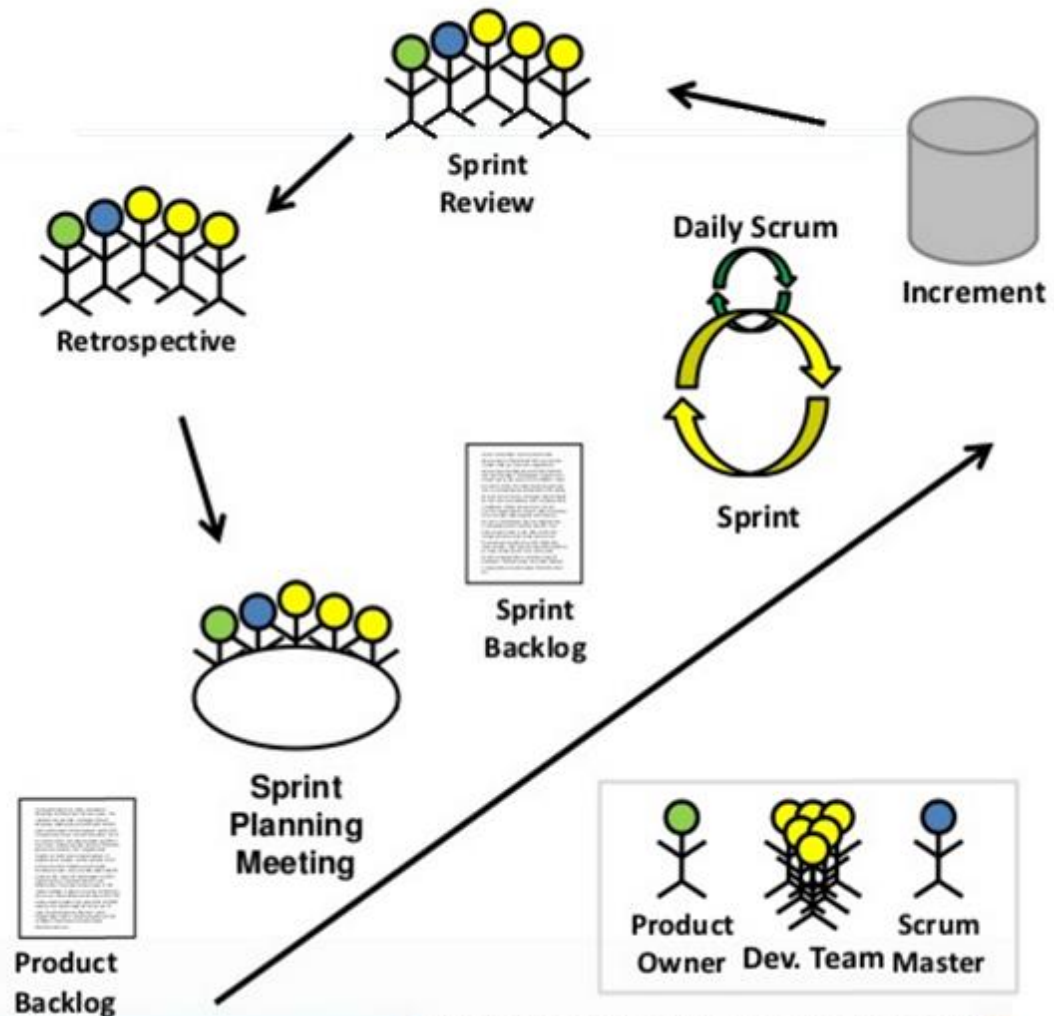 Sprint
Review
Daily Scrum
Increment
Retrospective
Sprint
Sprint
Backlog
Sprint
Planning
Meeting
Product
Backlog
Product
Owner
Dev. Team
Scrum
Master